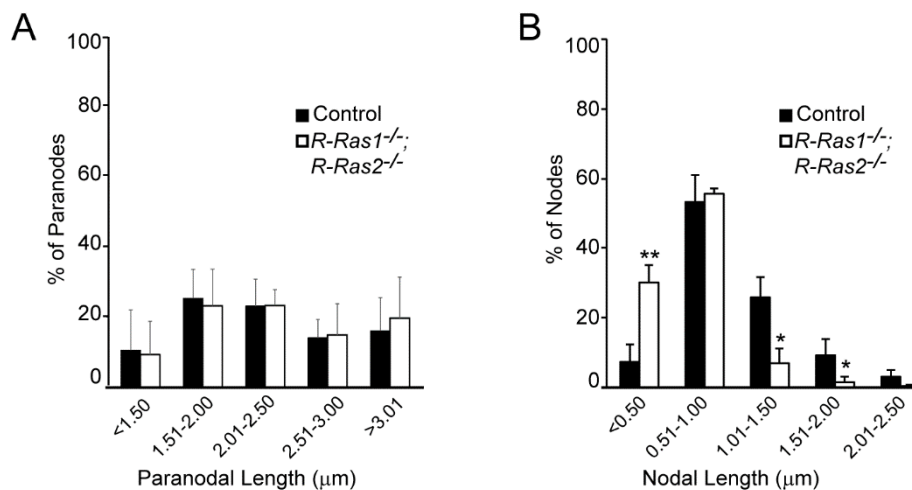 A
100
80
60
40
20
0
% of Paranodes
Control
R-Ras1-/-;
R-Ras2-/-
<1.50
1.51-2.00
2.01-2.50
2.51-3.00
>3.01
Paranodal Length (μm)
B
100
80
60
40
20
0
% of Nodes
Control
R-Ras1-/-;
R-Ras2-/-
**
*
*
<0.50
0.51-1.00
1.01-1.50
1.51-2.00
2.01-2.50
Nodal Length (μm)